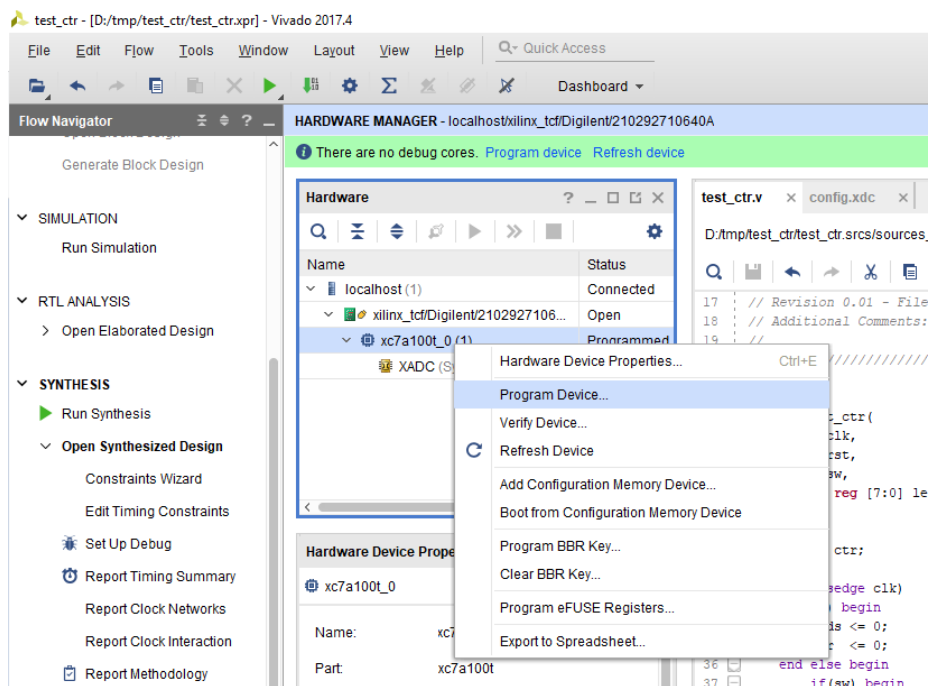 test_ctr - [D:/tmp/test_ctr/test_ctr.xpr] - Vivado 2017.4
File Edit Flow Tools Window Layout View Help Quick Access
Dashboard
Flow Navigator
Generate Block Design
SIMULATION
Run Simulation
RTL ANALYSIS
Open Elaborated Design
SYNTHESIS
Run Synthesis
Open Synthesized Design
Constraints Wizard
Edit Timing Constraints
Set Up Debug
Report Timing Summary
Report Clock Networks
Report Clock Interaction
Report Methodology
HARDWARE MANAGER - localhost/xilinx_tcf/Digilent/210292710640A
There are no debug cores. Program device Refresh device
Hardware
Name Status
localhost (1) Connected
xilinx_tcf/Digilent/2102927106... Open
xc7a100t_0 (1) Programmed
XADC (Sy
Hardware Device Properties... Ctrl+E
Program Device...
Verify Device...
Refresh Device
Add Configuration Memory Device...
Boot from Configuration Memory Device
Program BBR Key...
Clear BBR Key...
Program eFUSE Registers...
Export to Spreadsheet...
Hardware Device Prope
xc7a100t_0
Name: xc7
Part: xc7a100t
test_ctr.v config.xdc
D:/tmp/test_ctr/test_ctr.srcs/sources_
17 // Revision 0.01 - File
18 // Additional Comments:
19 //
/////////////
t_ctr(
clk,
rst,
sw,
reg [7:0] le
ctr;
sedge clk)
) begin
ds <= 0;
r <= 0;
36 end else begin
37 if(sw) begin